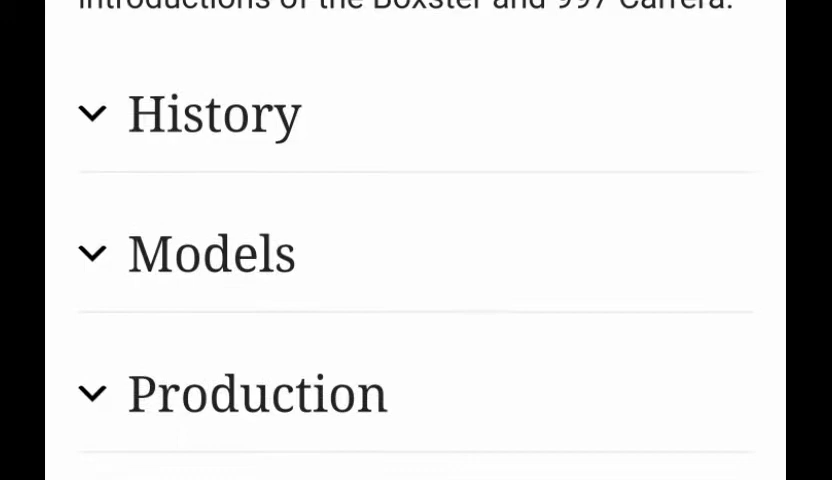 introductions of the Boxster and 997 Carrera.
History
Models
Production